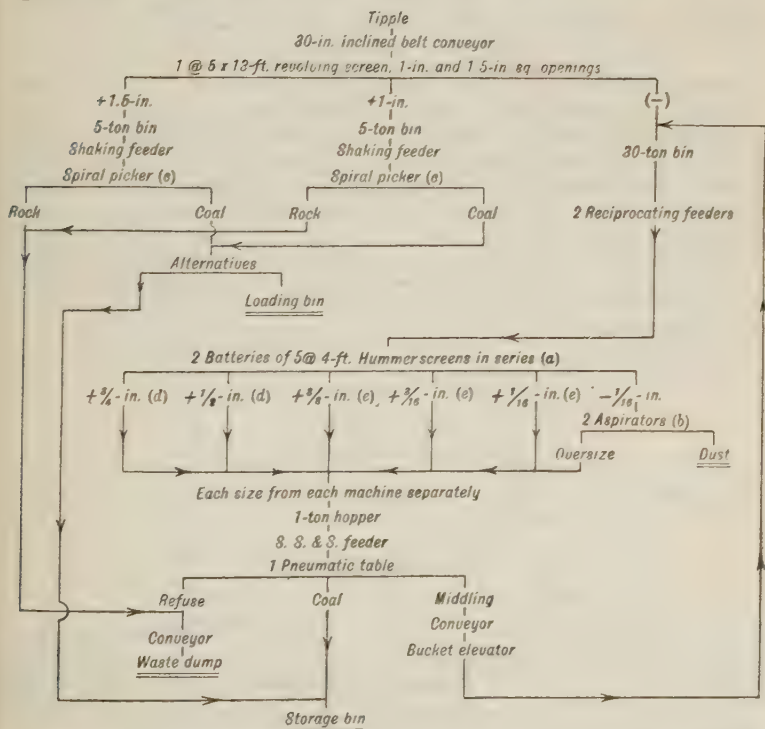 Tipple
30-in. inclined belt conveyor
1 @ 5 x 13-ft. revolving screen, 1-in. and 1 5-in sq. openings
+1.5-in. +1-in. (—)
5-ton bin 5-ton bin 30-ton bin
Shaking feeder Shaking feeder
Spiral picker (c) Spiral picker (c)
Rock Coal Rock Coal 2 Reciprocating feeders
Alternatives
Loading bin
2 Batteries of 5@ 4-ft. Hummer screens in series (a)
+3/4-in. (d) +1/2-in. (d) +3/8-in. (e) +3/16-in. (e) +1/16-in. (e) -1/16-in.
2 Aspirators (b)
Oversize Dust
Each size from each machine separately
1-ton hopper
S. S. & S. feeder
1 Pneumatic table
Refuse Coal Middling
Conveyor Conveyor
Waste dump Bucket elevator
Storage bin